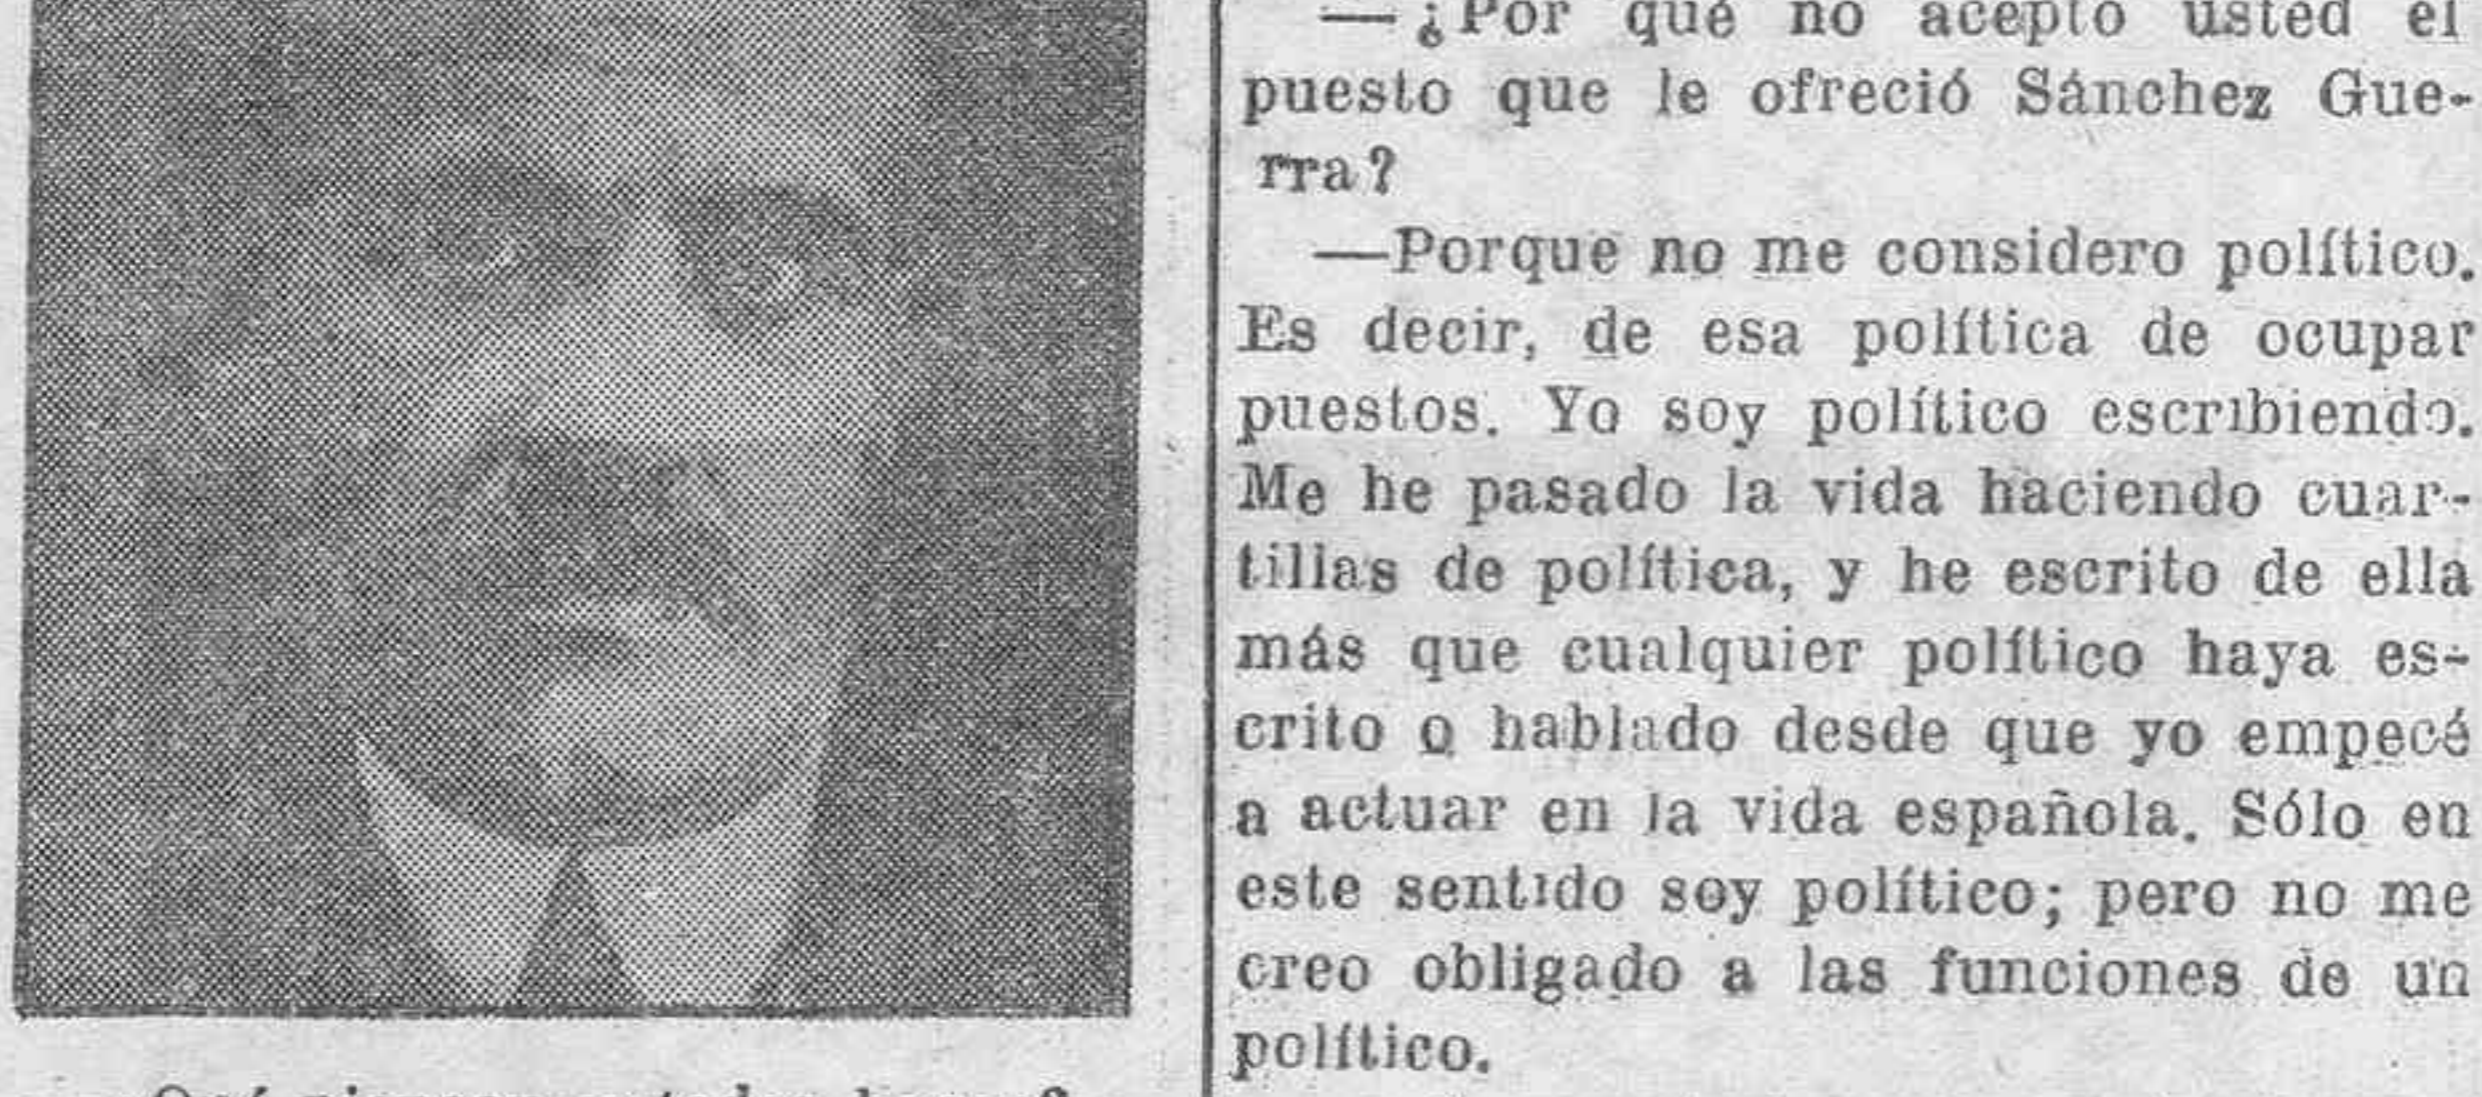 —¿Por qué no aceptó usted el
puesto que le ofreció Sánchez Gue-
rra?
—Porque no me considero político.
Es decir, de esa política de ocupar
puestos. Yo soy político escribiendo.
Me he pasado la vida haciendo cuar-
tillas de política, y he escrito de ella
más que cualquier político haya es-
crito o hablado desde que yo empecé
a actuar en la vida española. Sólo en
este sentido soy político; pero no me
creo obligado a las funciones de un
político.